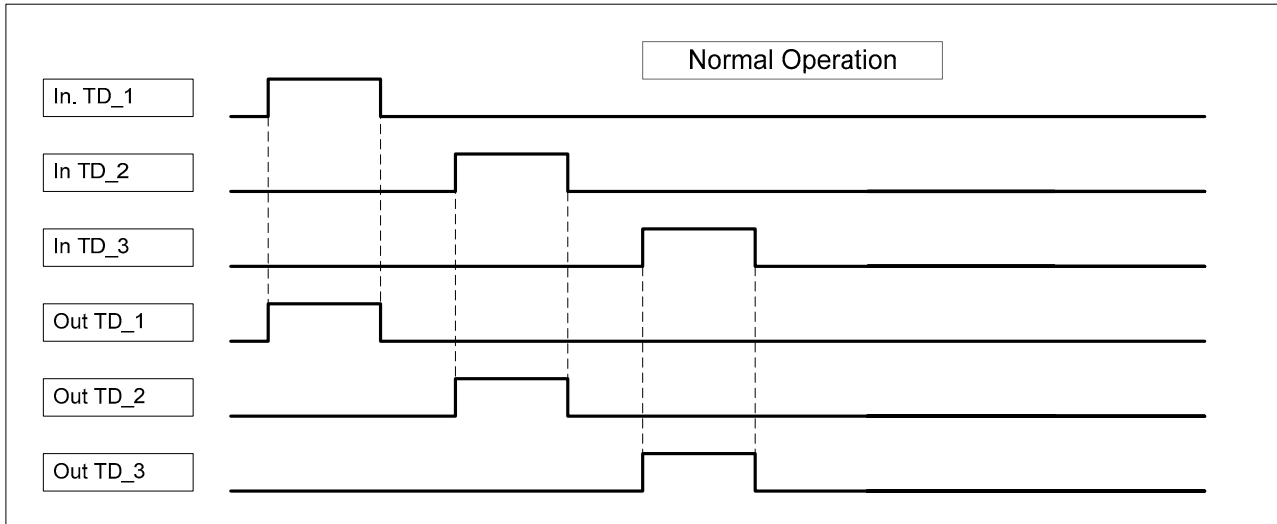 Normal Operation
In. TD_1
In TD_2
In TD_3
Out TD_1
Out TD_2
Out TD_3